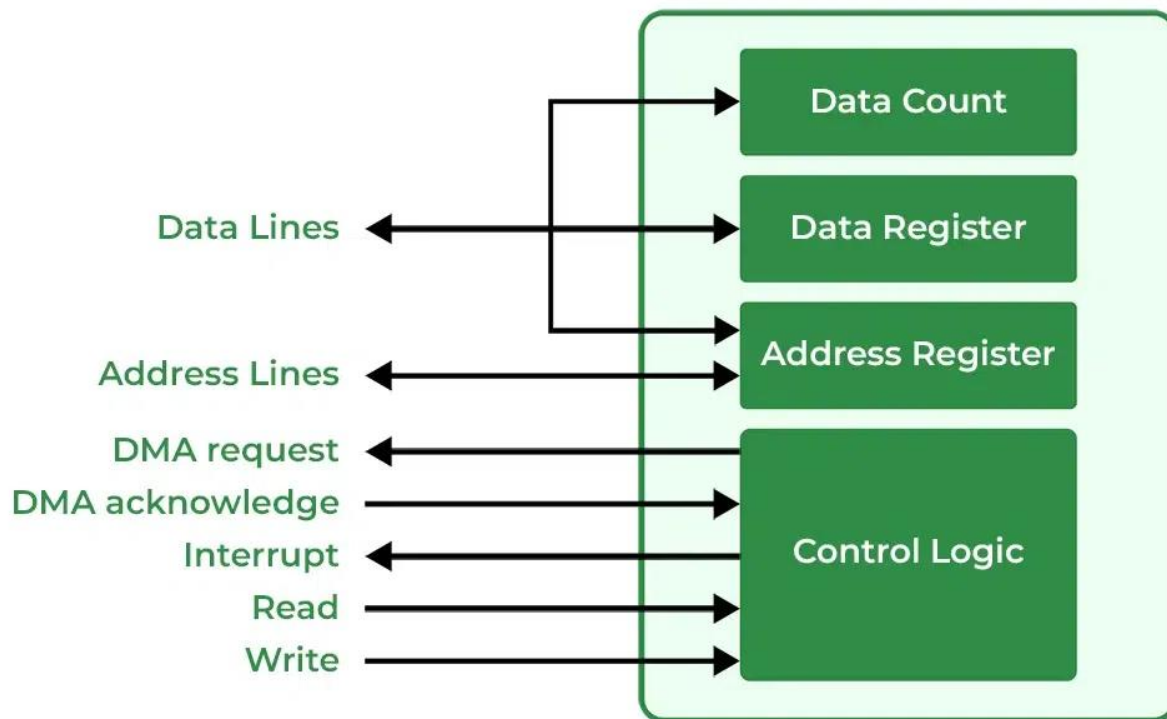 Data Count
Data Lines
Data Register
Address Lines
Address Register
DMA request
DMA acknowledge
Interrupt
Control Logic
Read
Write